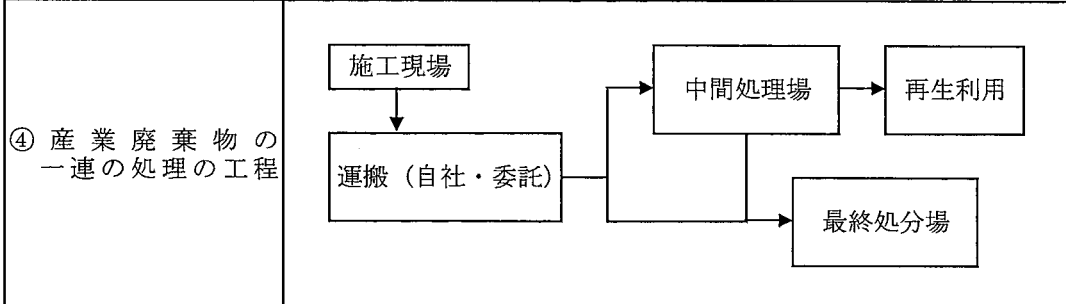 ④産業廃棄物の
一連の処理の工程
施工現場
運搬（自社・委託）
中間処理場
再生利用
最終処分場